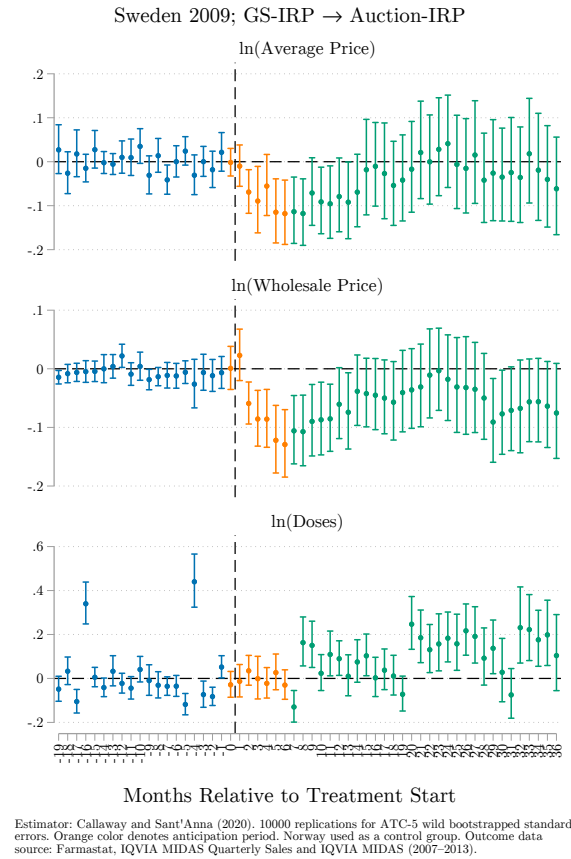 Sweden 2009; GS-IRP → Auction-IRP
ln(Average Price)
.2
.1
0
-.1
-.2
ln(Wholesale Price)
.1
0
-.1
-.2
ln(Doses)
.6
.4
.2
0
-.2
-19 -18 -17 -16 -15 -14 -13 -12 -11 -10 -9 -8 -7 -6 -5 -4 -3 -2 -1 0 1 2 3 4 5 6 7 8 9 10 11 12 13 14 15 16 17 18 19 20 21 22 23 24 25 26 27 28 29 30 31 32 33 34 35 36
Months Relative to Treatment Start
Estimator: Callaway and Sant'Anna (2020). 10000 replications for ATC-5 wild bootstrapped standard
errors. Orange color denotes anticipation period. Norway used as a control group. Outcome data
source: Farmastat, IQVIA MIDAS Quarterly Sales and IQVIA MIDAS (2007–2013).